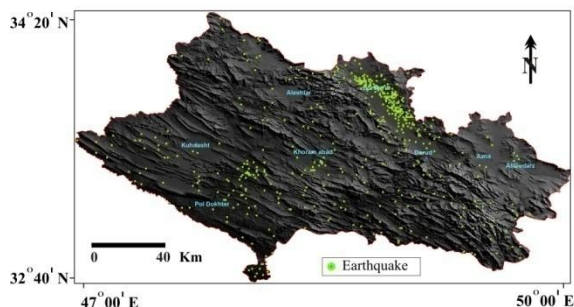 34°20' N
N
Aleshtar
Kuhdasht
Khoram abad
Dorud
Azna
Aligudarz
Pol Dokhtar
0
40
Km
Earthquake
32°40' N
47°00'E
50°00'E